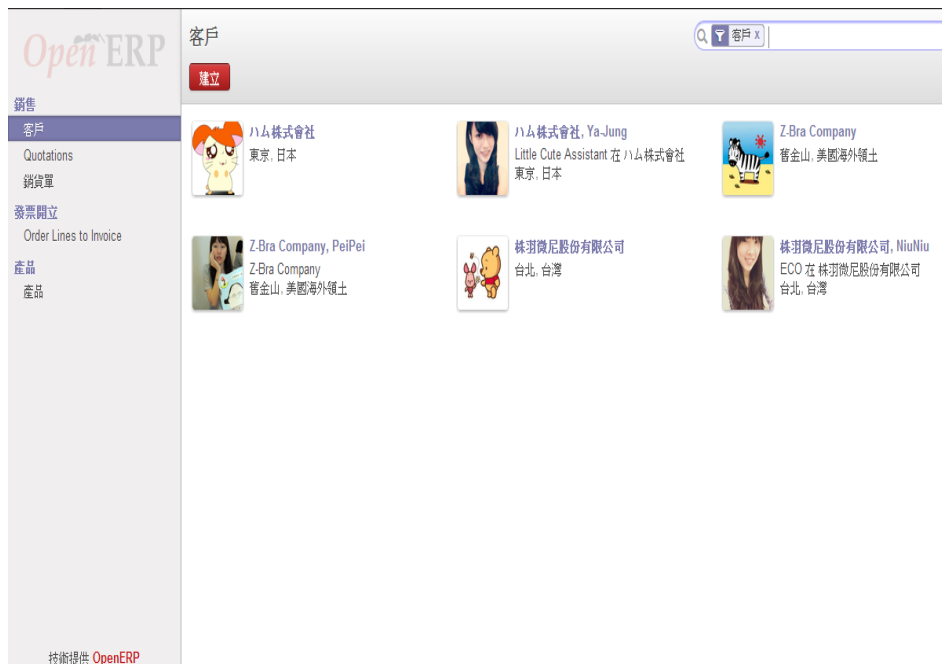 Open ERP
銷售
客戶
Quotations
銷貨單
發票開立
Order Lines to Invoice
產品
產品
技術提供 OpenERP
客戶
客戶 x
建立
ハム株式會社
東京, 日本
ハム株式會社, Ya-Jung
Little Cute Assistant 在 ハム株式會社
東京, 日本
Z-Bra Company
舊金山, 美國海外領土
Z-Bra Company, PeiPei
Z-Bra Company
舊金山, 美國海外領土
株羽微尼股份有限公司
台北, 台灣
株羽微尼股份有限公司, NiuNiu
ECO 在 株羽微尼股份有限公司
台北, 台灣